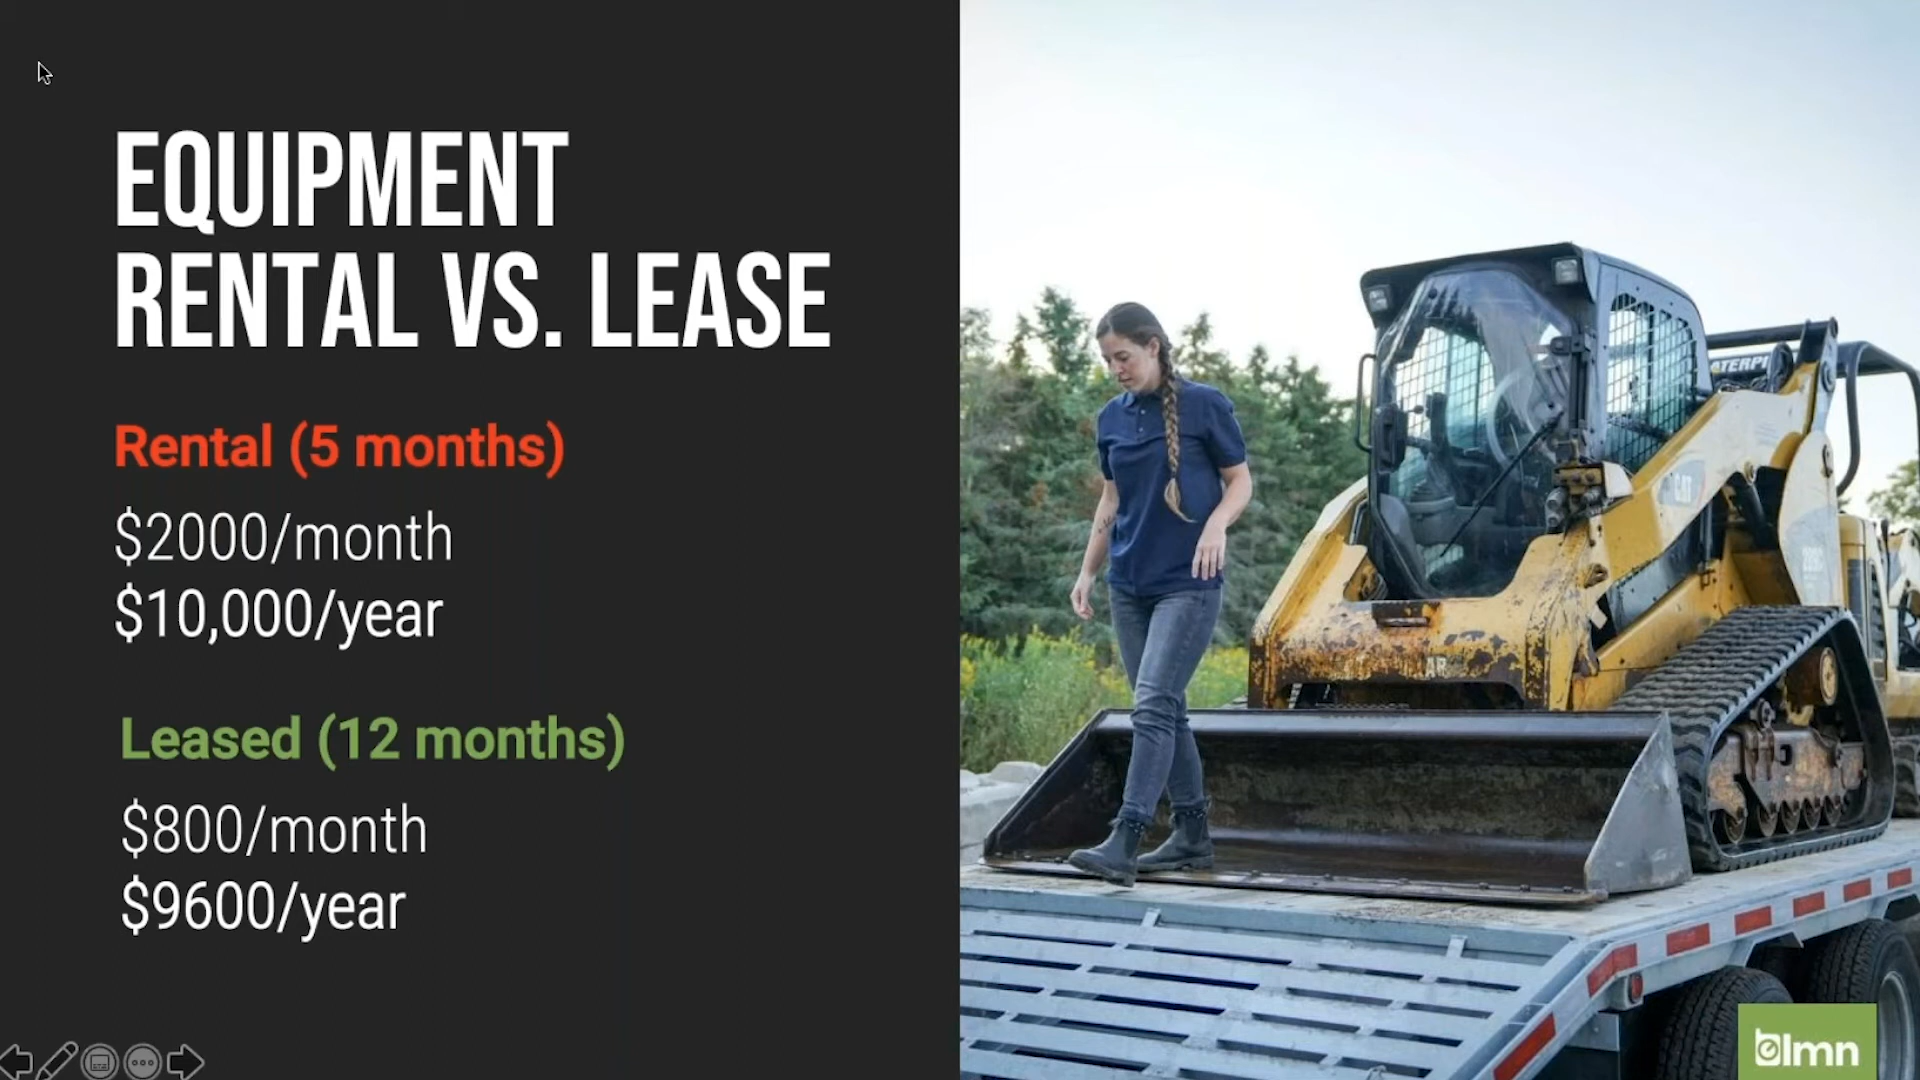 EQUIPMENT
RENTAL VS. LEASE
Rental (5 months)
$2000/month
$10,000/year
Leased (12 months)
$800/month
$9600/year
CAT
lmn